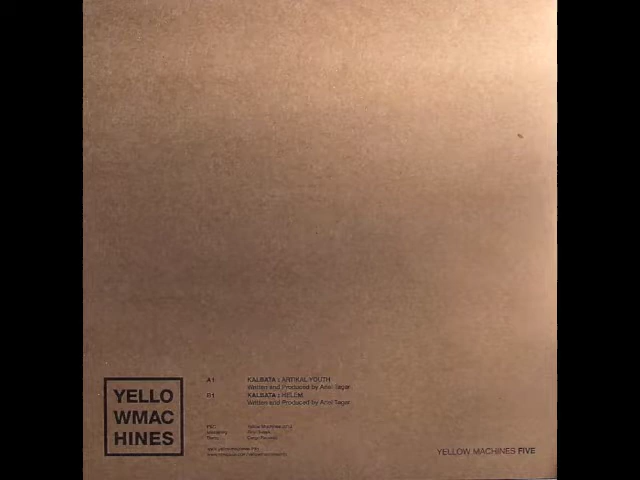 YELLO
WMAC
HINES
A1 KALBATA : ARTIKAL YOUTH
Written and Produced by Ariel Tagar
B1 KALBATA : HELEM
Written and Produced by Ariel Tagar
YELLOW MACHINES FIVE